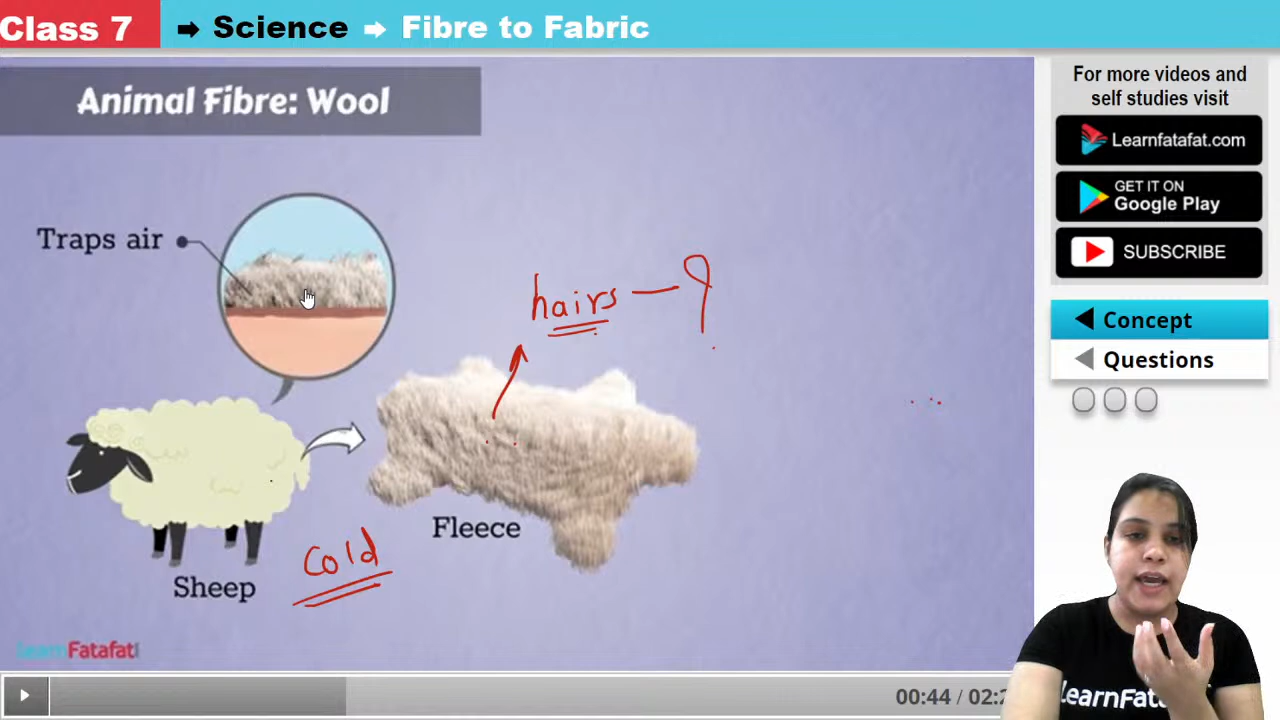 Class 7 ➡ Science ➡ Fibre to Fabric
Animal Fibre: Wool
Traps air
hairs — ?
Fleece
Sheep
Cold
LearnFatafat
For more videos and
self studies visit
Learnfatafat.com
GET IT ON
Google Play
SUBSCRIBE
Concept
Questions
LearnFat
00:44 / 02:2